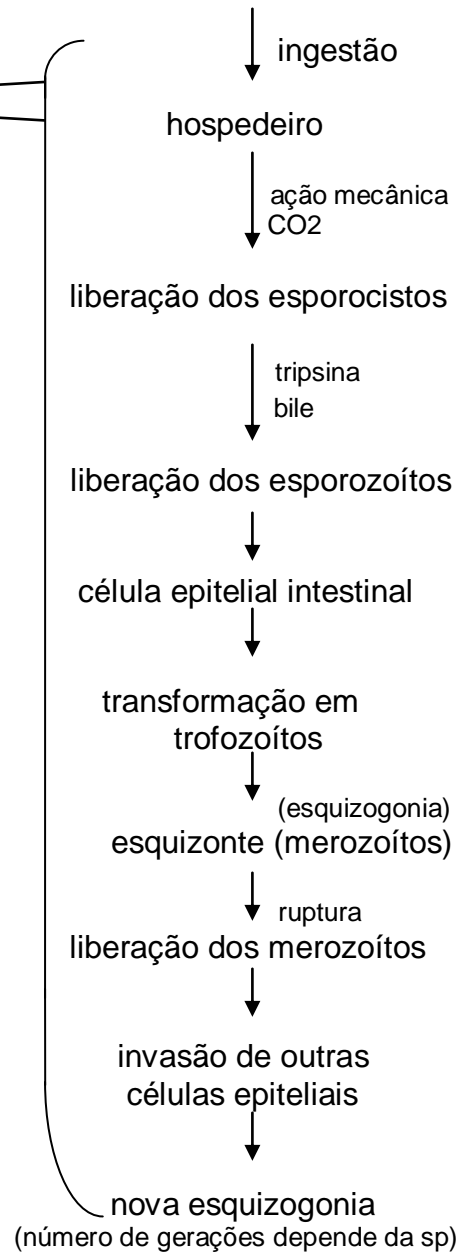 ingestão
hospedeiro
ação mecânica
CO2
liberação dos esporocistos
tripsina
bile
liberação dos esporozoítos
célula epitelial intestinal
transformação em
trofozoítos
(esquizogonia)
esquizonte (merozoítos)
ruptura
liberação dos merozoítos
invasão de outras
células epiteliais
nova esquizogonia
(número de gerações depende da sp)